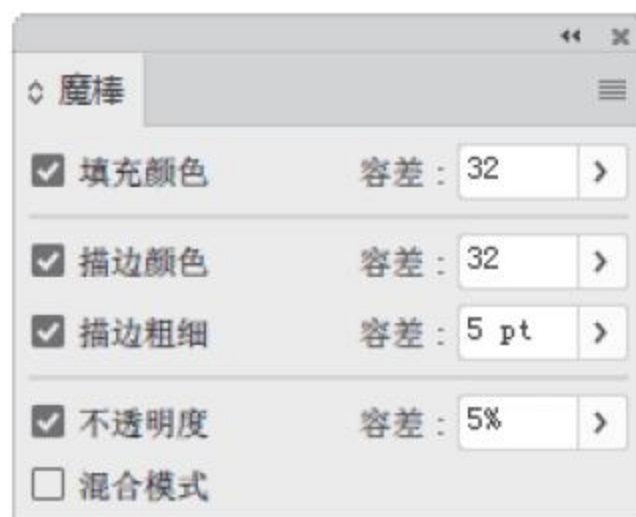 魔棒
填充颜色 容差: 32
描边颜色 容差: 32
描边粗细 容差: 5 pt
不透明度 容差: 5%
混合模式